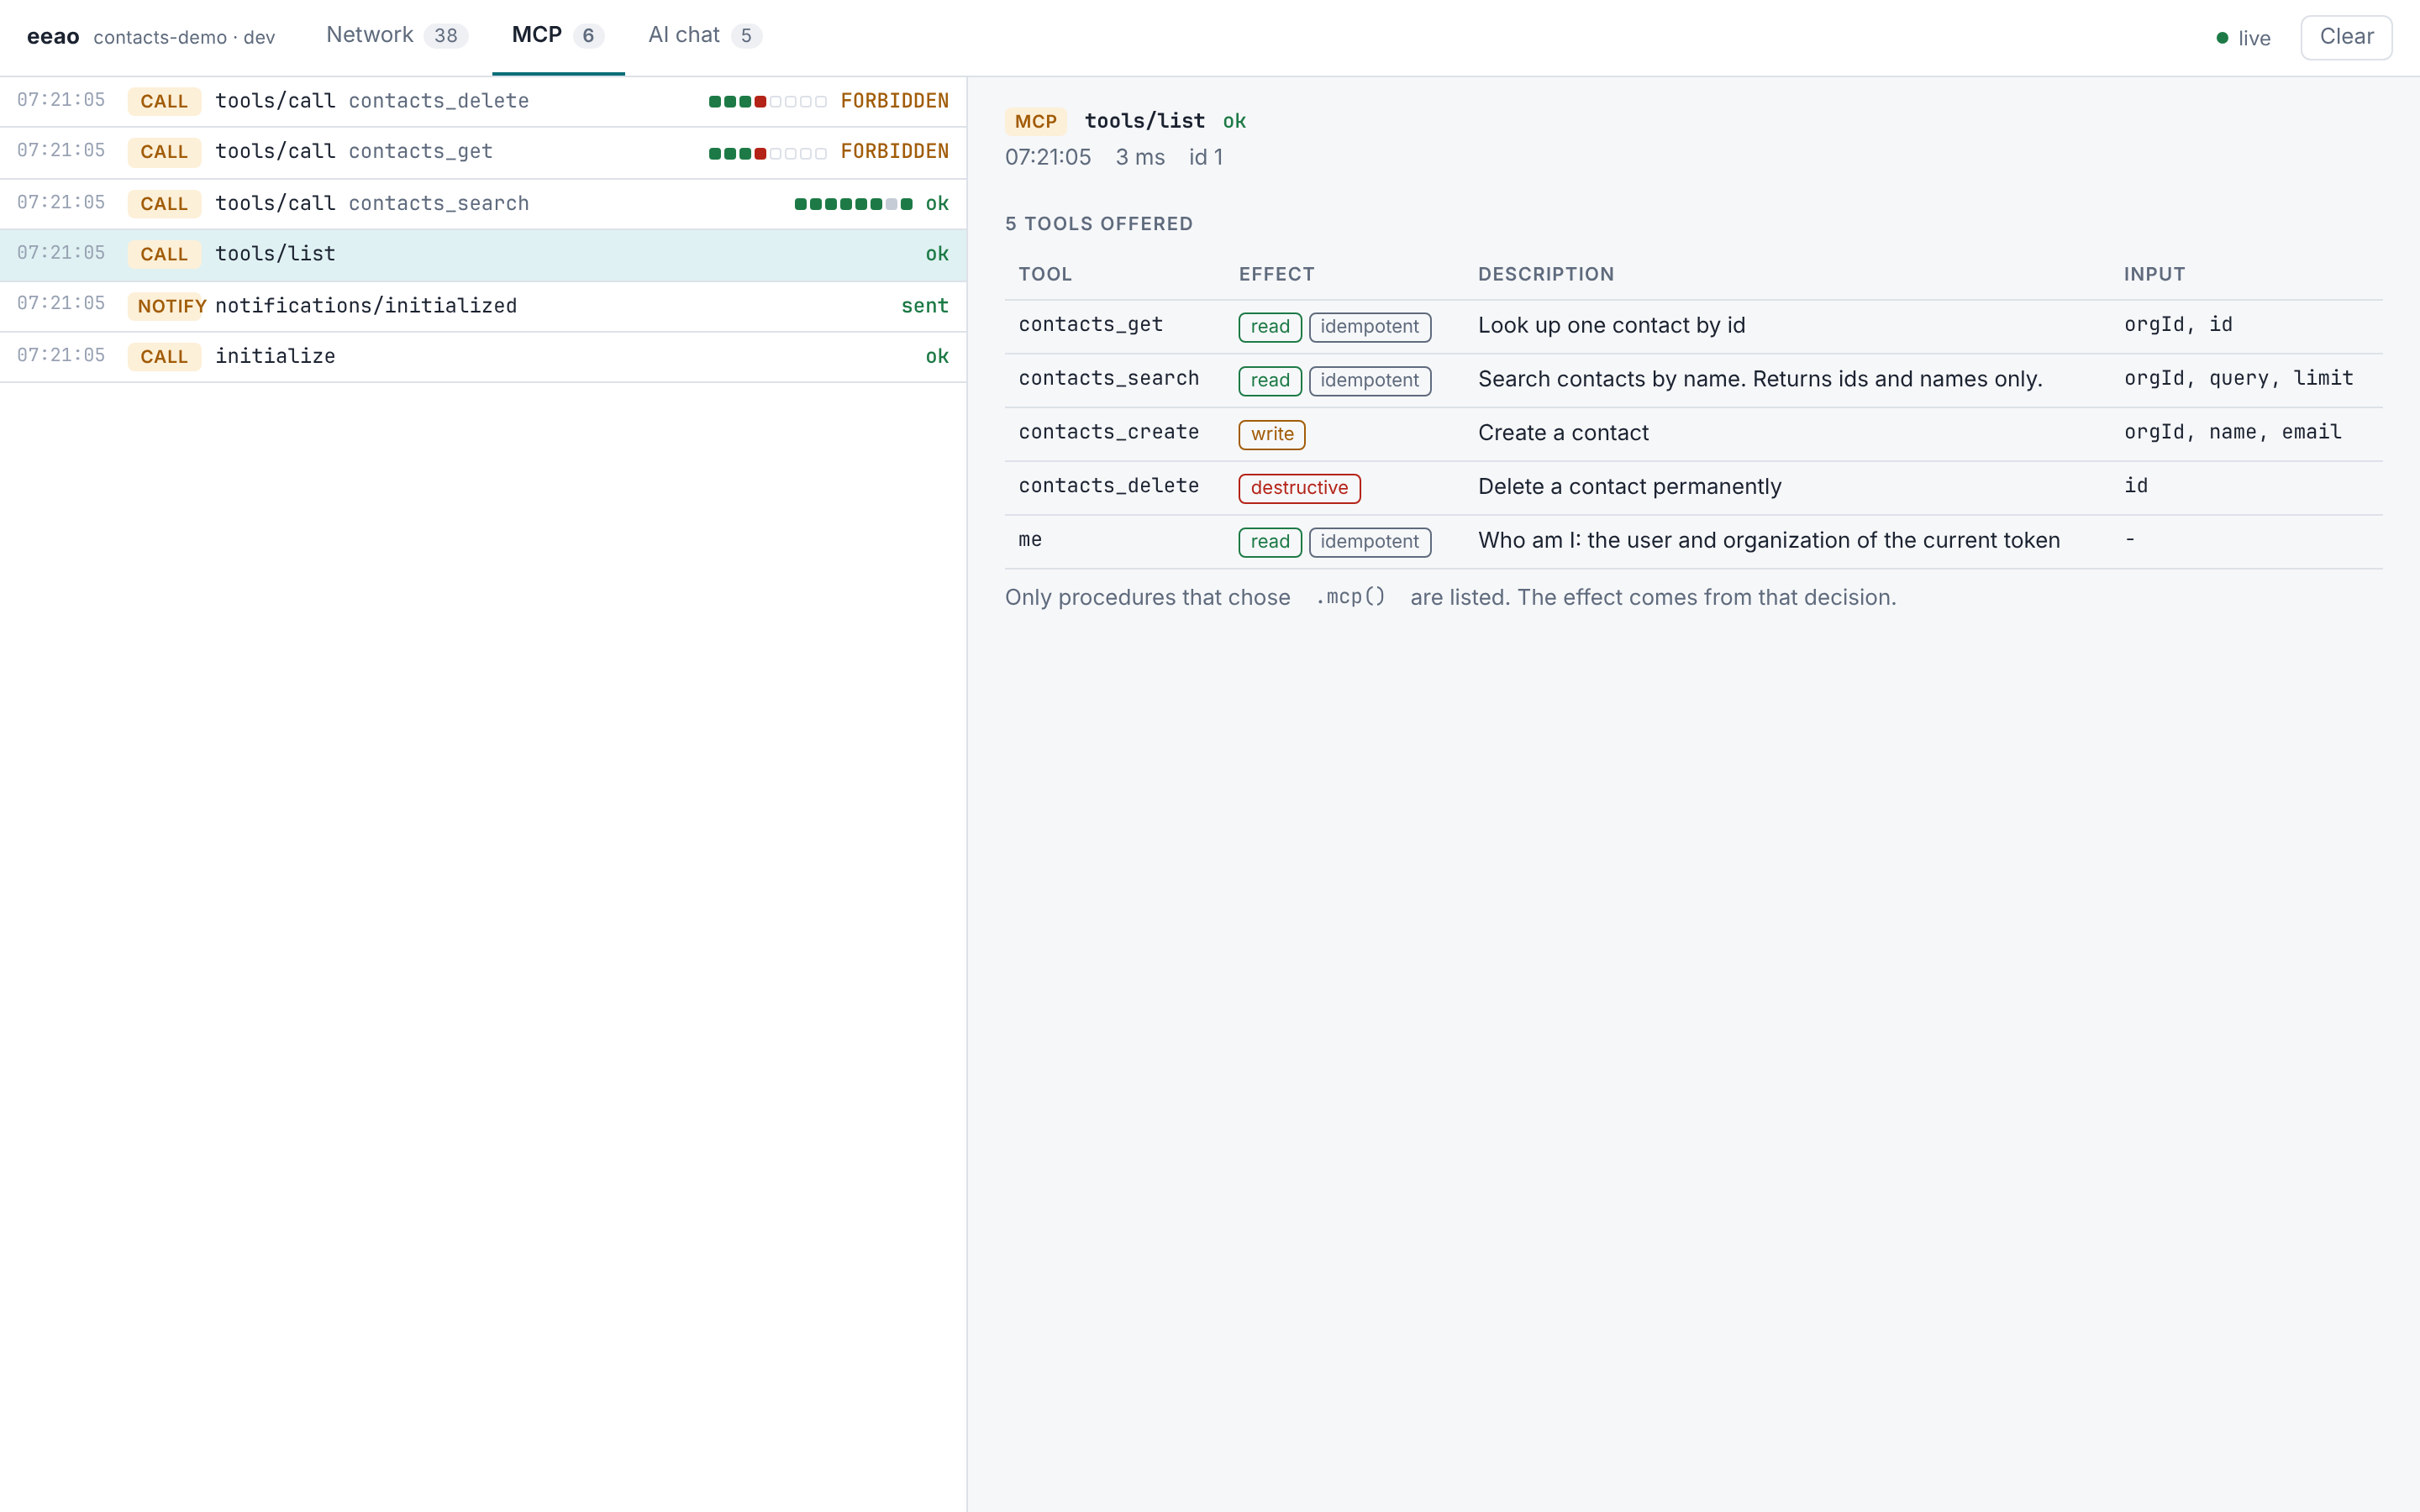 eeao contacts-demo · dev Network 38 MCP 6 AI chat 5 live Clear
07:21:05 CALL tools/call contacts_delete FORBIDDEN
07:21:05 CALL tools/call contacts_get FORBIDDEN
07:21:05 CALL tools/call contacts_search ok
07:21:05 CALL tools/list ok
07:21:05 NOTIFY notifications/initialized sent
07:21:05 CALL initialize ok
MCP tools/list ok
07:21:05 3 ms id 1
5 TOOLS OFFERED
TOOL EFFECT DESCRIPTION INPUT
contacts_get read idempotent Look up one contact by id orgId, id
contacts_search read idempotent Search contacts by name. Returns ids and names only. orgId, query, limit
contacts_create write Create a contact orgId, name, email
contacts_delete destructive Delete a contact permanently id
me read idempotent Who am I: the user and organization of the current token -
Only procedures that chose .mcp() are listed. The effect comes from that decision.